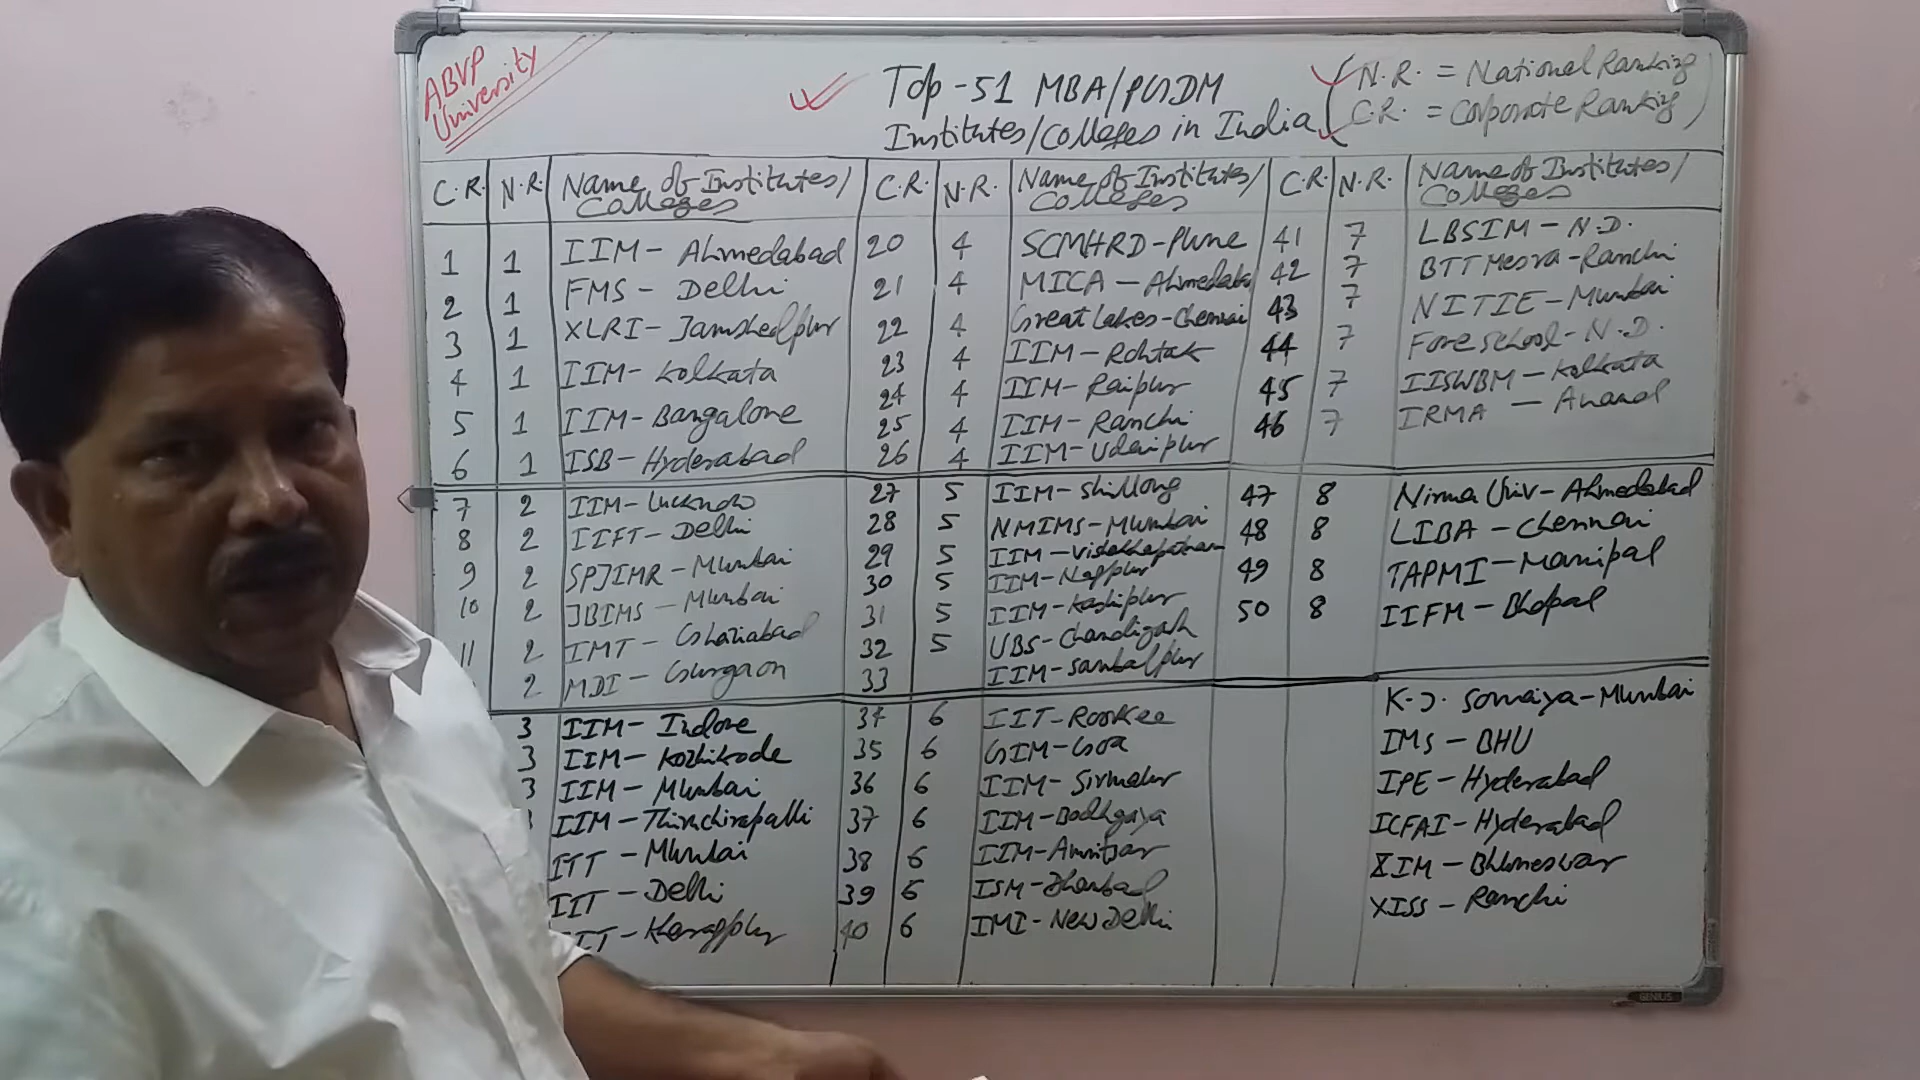 ABVP
University
Top-51 MBA/PGDM
Institutes/Colleges in India
N.R. = National Ranking
C.R. = Corporate Ranking
C.R. N.R. Name of Institutes/
Colleges
1 1 IIM- Ahmedabad
2 1 FMS - Delhi
3 1 XLRI- Jamshedpur
4 1 IIM- Kolkata
5 1 IIM- Bangalore
6 1 ISB- Hyderabad
7 2 IIM- Lucknow
8 2 IIFT- Delhi
9 2 SPJIMR- Mumbai
10 2 JBIMS- Mumbai
11 2 IMT- Ghaziabad
2 MDI- Gurgaon
3 IIM- Indore
3 IIM- Kozhikode
3 IIM- Mumbai
IIM- Thiruchirapalli
IIT - Mumbai
IIT - Delhi
IIT- Kharagpur
C.R. N.R. Name of Institutes/
Colleges
20 4 SCMHRD-Pune
21 4 MICA - Ahmedabad
22 4 Great Lakes-Chennai
23 4 IIM- Rohtak
24 4 IIM- Raipur
25 4 IIM- Ranchi
26 4 IIM- Udaipur
27 5 IIM- Shillong
28 5 NMIMS-Mumbai
29 5 IIM-Visakhapatnam
30 5 IIM-Nagpur
31 5 IIM-Kashipur
32 5 UBS-Chandigarh
33 IIM-Sambalpur
34 6 IIT-Roorkee
35 6 GIM-Goa
36 6 IIM-Sirmaur
37 6 IIM-Bodhgaya
38 6 IIM-Amritsar
39 6 ISM-Dhanbad
40 6 IMI-New Delhi
C.R. N.R. Name of Institutes/
Colleges
41 7 LBSIM- N.D.
42 7 BIT Mesra-Ranchi
43 7 NITIE- Mumbai
44 7 Fore School- N.D.
45 7 IISWBM- Kolkata
46 7 IRMA - Anand
47 8 Nirma Univ- Ahmedabad
48 8 LIBA - Chennai
49 8 TAPMI- Manipal
50 8 IIFM - Bhopal
K.J. Somaiya-Mumbai
IMS - BHU
IPE- Hyderabad
ICFAI- Hyderabad
XIM - Bhubneswar
XISS - Ranchi
GENIUS